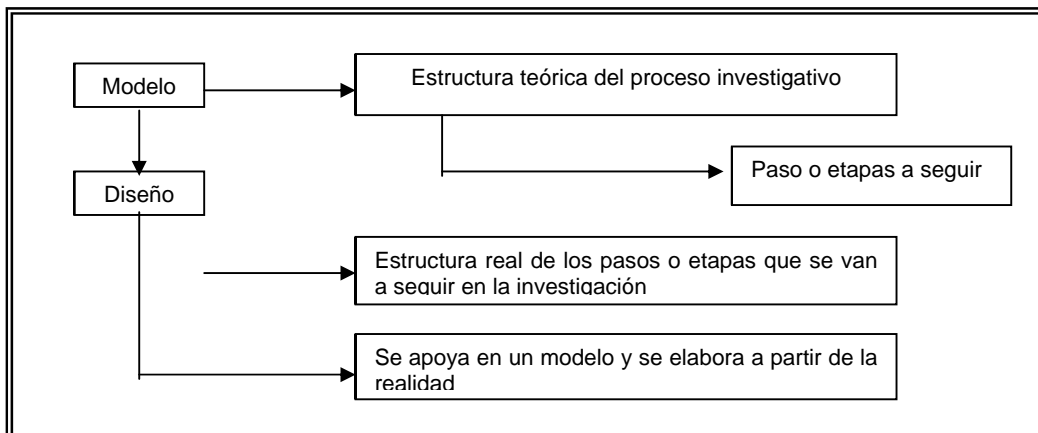 Modelo
Estructura teórica del proceso investigativo
Paso o etapas a seguir
Diseño
Estructura real de los pasos o etapas que se van
a seguir en la investigación
Se apoya en un modelo y se elabora a partir de la
realidad